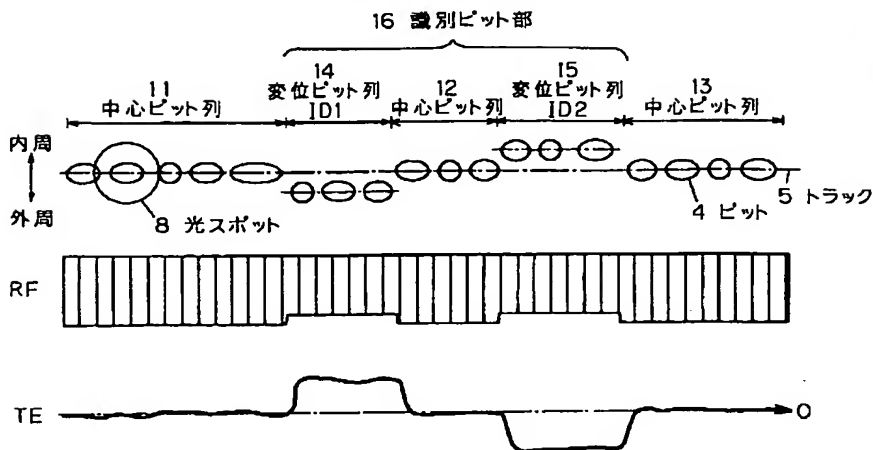 16 識別ピット部
11
中心ピット列
14
変位ピット列
ID1
12
中心ピット列
15
変位ピット列
ID2
13
中心ピット列
内周
外周
8 光スポット
4 ピット
5 トラック
RF
TE
0